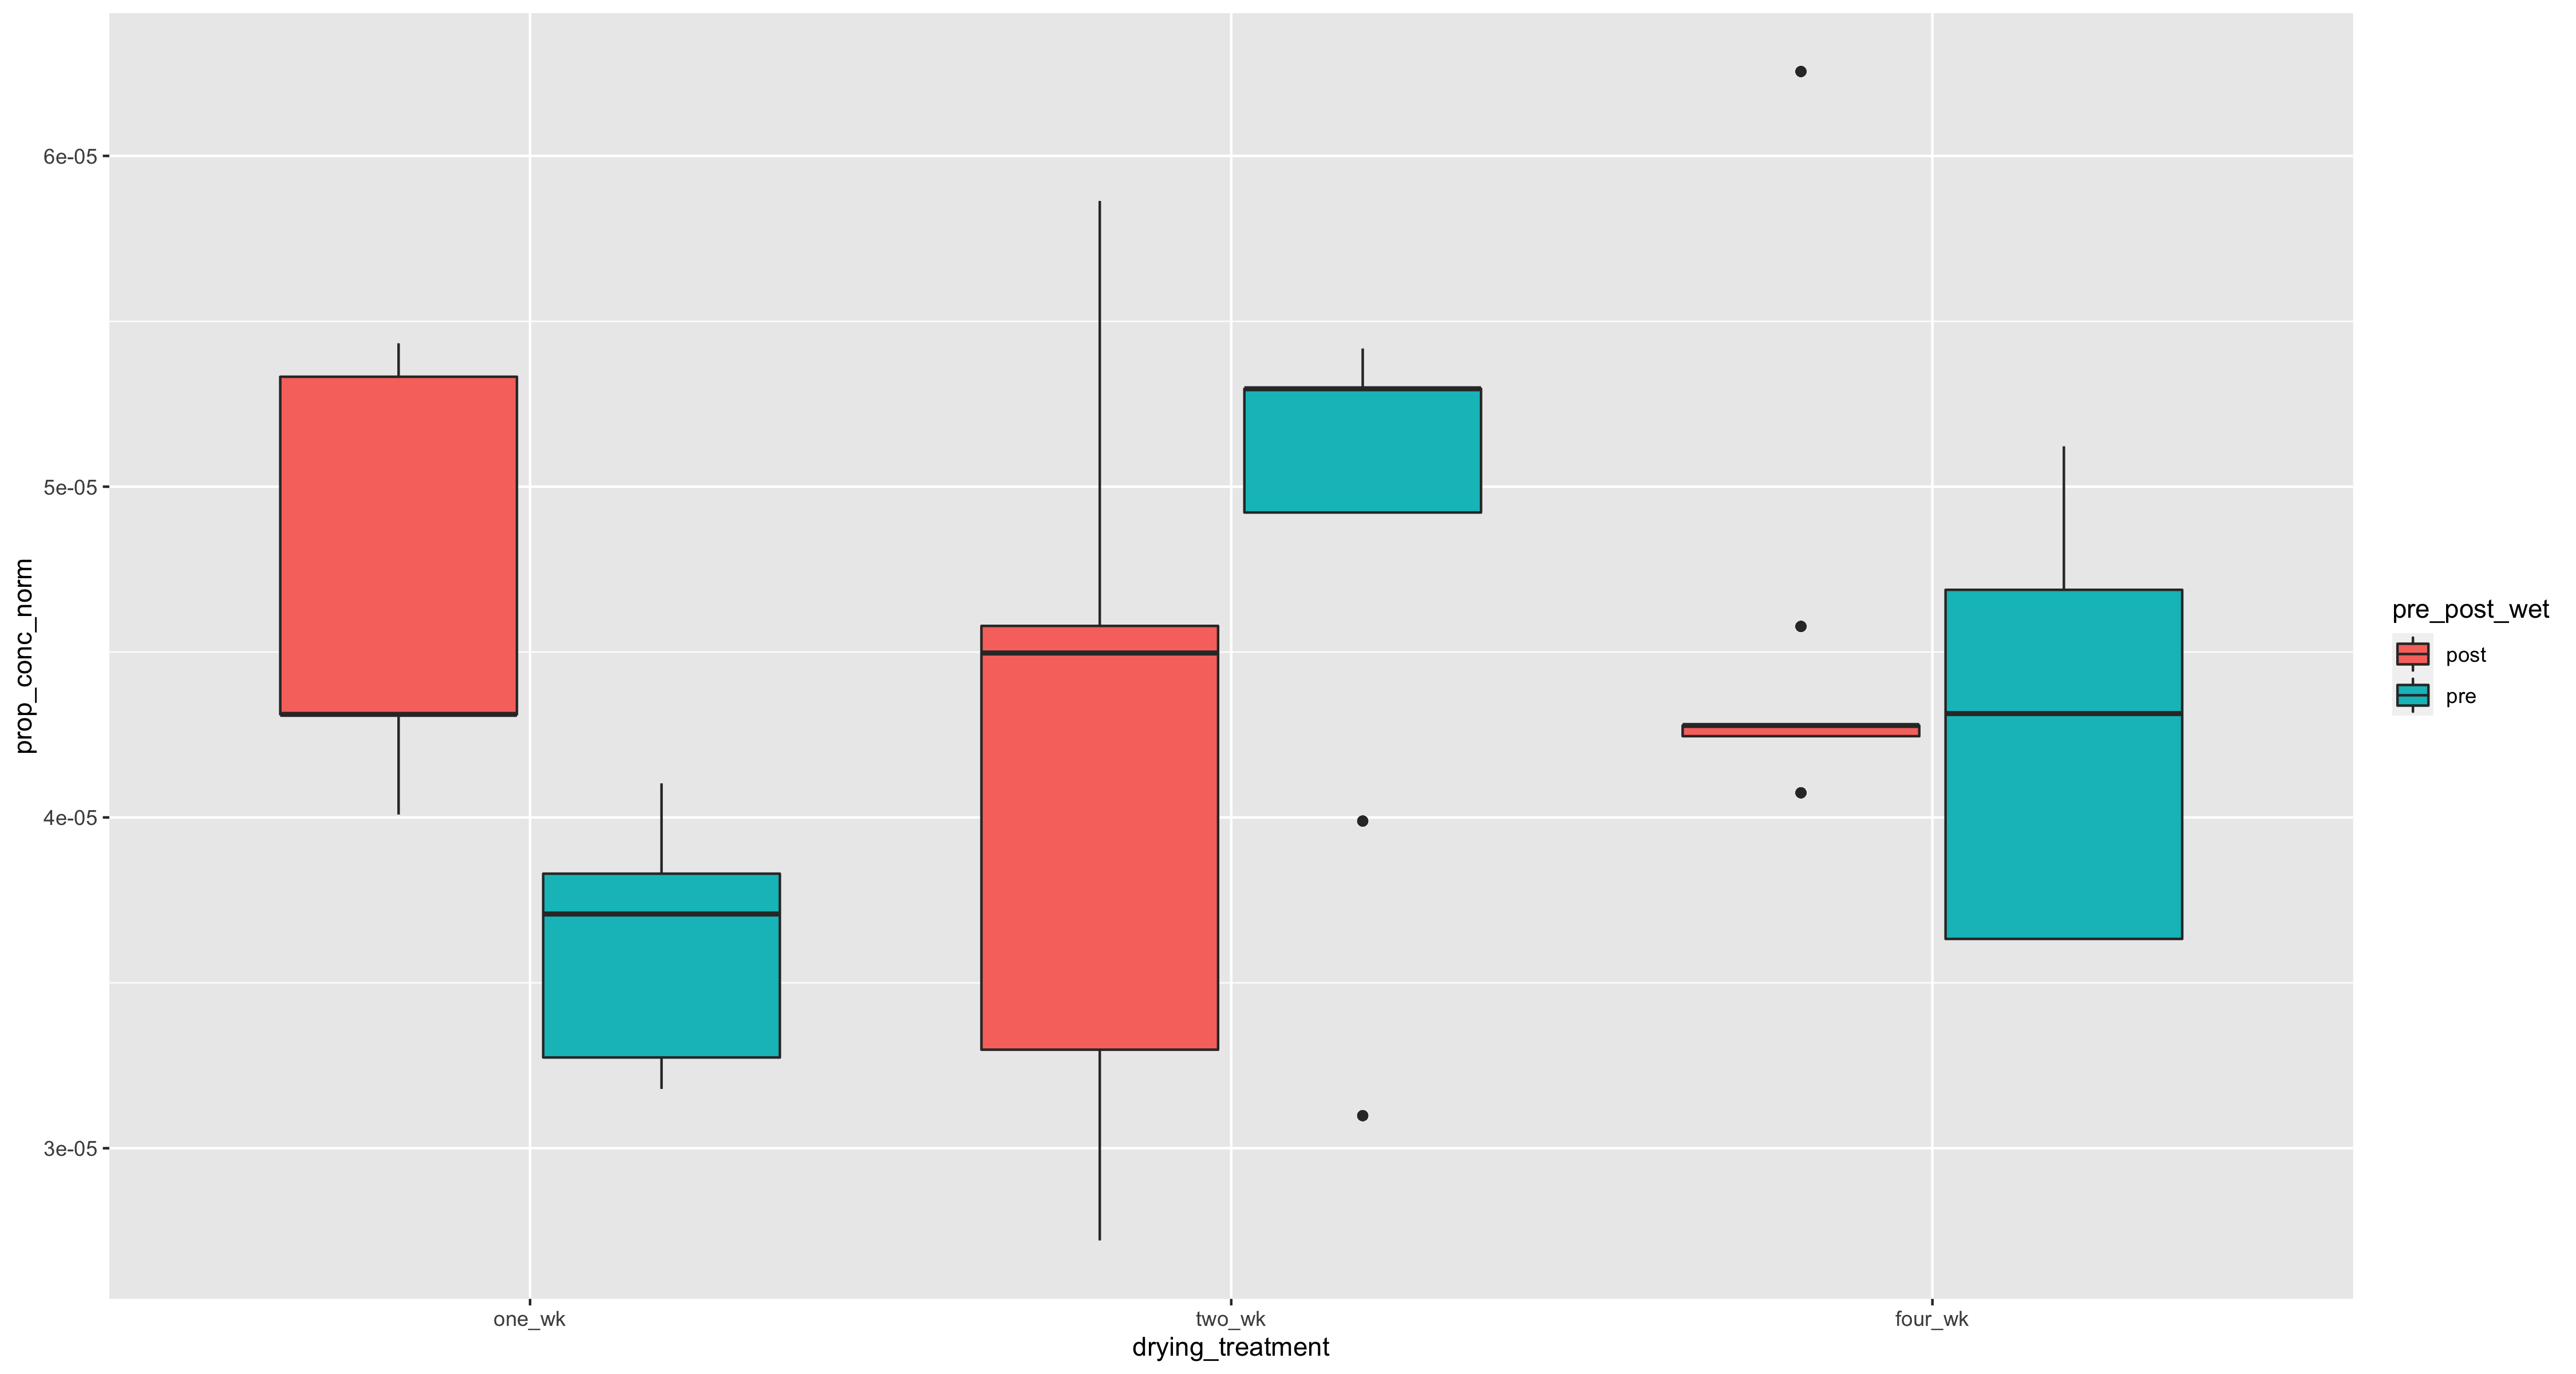 prop_conc_norm
6e-05
5e-05
4e-05
3e-05
one_wk
two_wk
four_wk
drying_treatment
pre_post_wet
post
pre